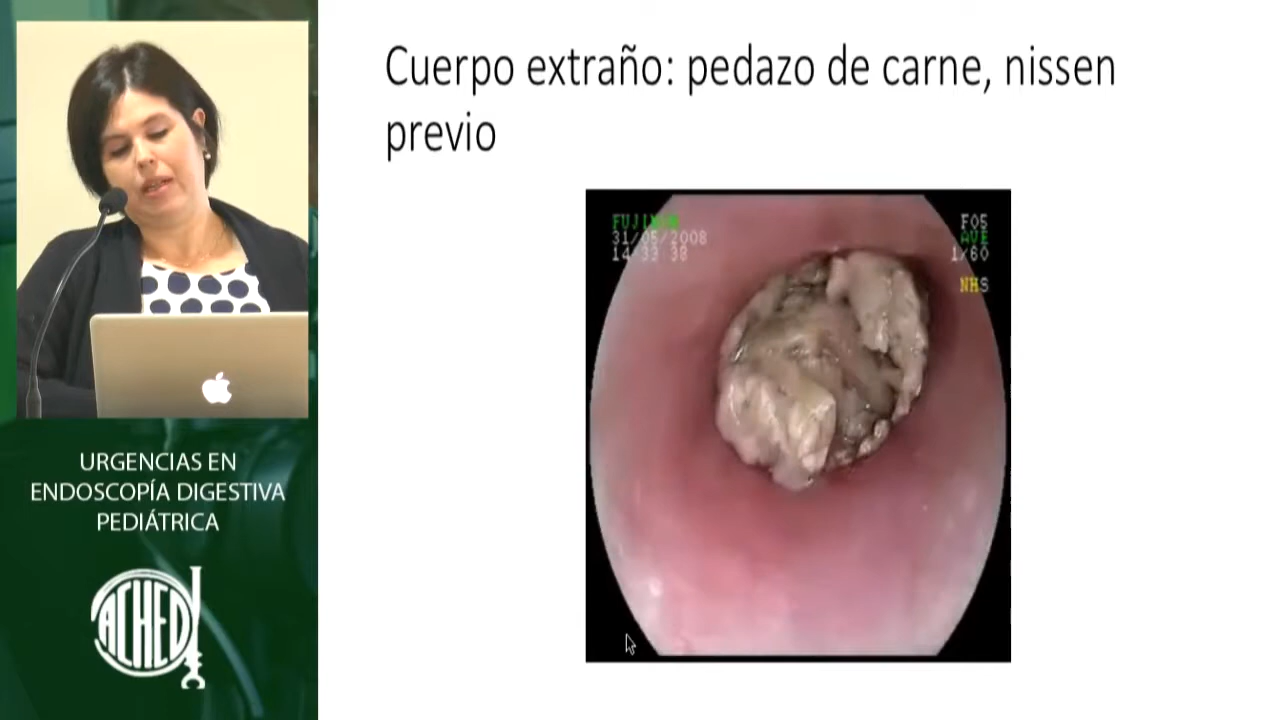 Cuerpo extraño: pedazo de carne, nissen
previo
31/05/2008
14:33:38
F05
AVE
1/60
NHS
URGENCIAS EN
ENDOSCOPÍA DIGESTIVA
PEDIÁTRICA
ACHED